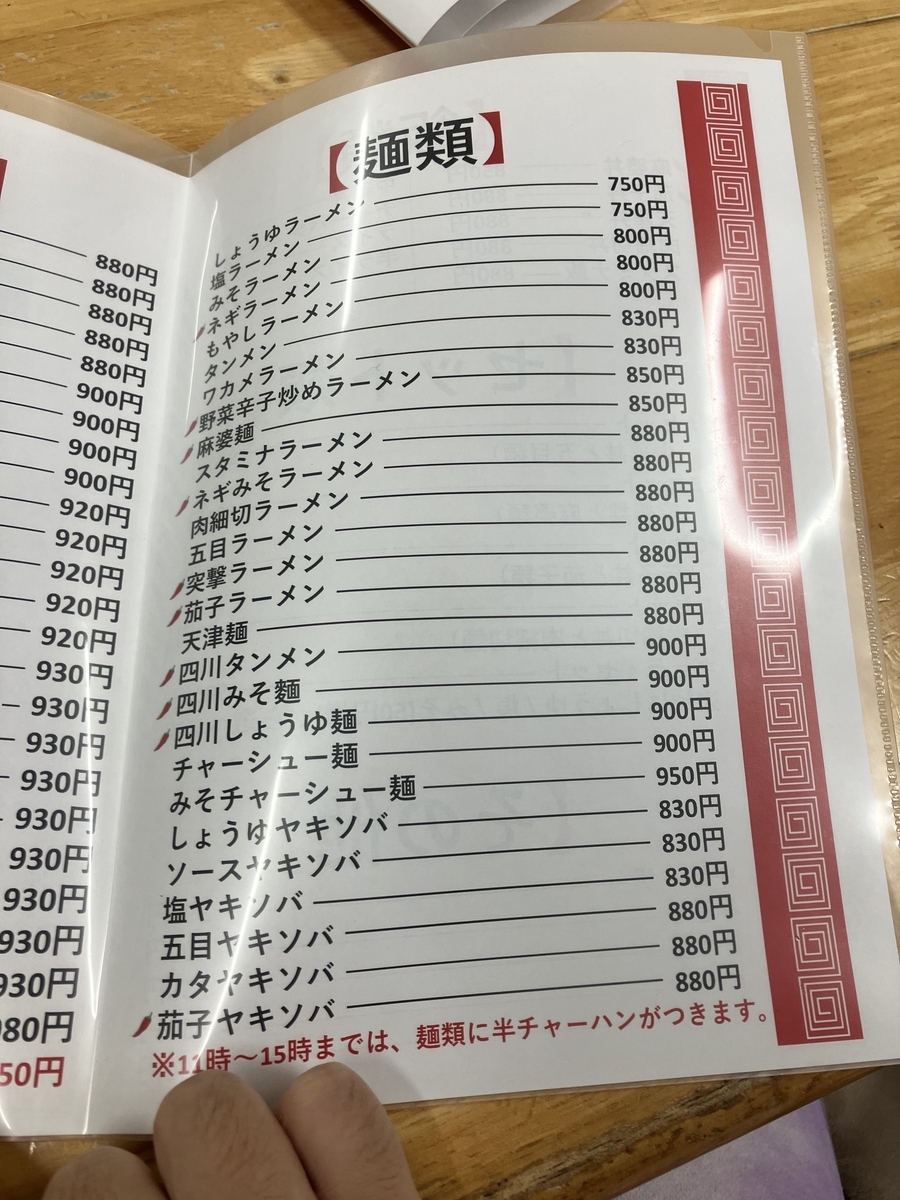 880円
880円
880円
880円
880円
900円
900円
900円
900円
920円
920円
920円
920円
920円
930円
930円
930円
930円
930円
930円
930円
930円
930円
80円
50円
【麺類】
しょうゆラーメン 750円
塩ラーメン 750円
みそラーメン 800円
ネギラーメン 800円
もやしラーメン 800円
タンメン 830円
ワカメラーメン 830円
野菜辛子炒めラーメン 850円
麻婆麺 850円
スタミナラーメン 880円
ネギみそラーメン 880円
肉細切ラーメン 880円
五目ラーメン 880円
突撃ラーメン 880円
茄子ラーメン 880円
天津麺 880円
四川タンメン 900円
四川みそ麺 900円
四川しょうゆ麺 900円
チャーシュー麺 900円
みそチャーシュー麺 950円
しょうゆヤキソバ 830円
ソースヤキソバ 830円
塩ヤキソバ 830円
五目ヤキソバ 880円
カタヤキソバ 880円
茄子ヤキソバ 880円
※11時～15時までは、麺類に半チャーハンがつきます。